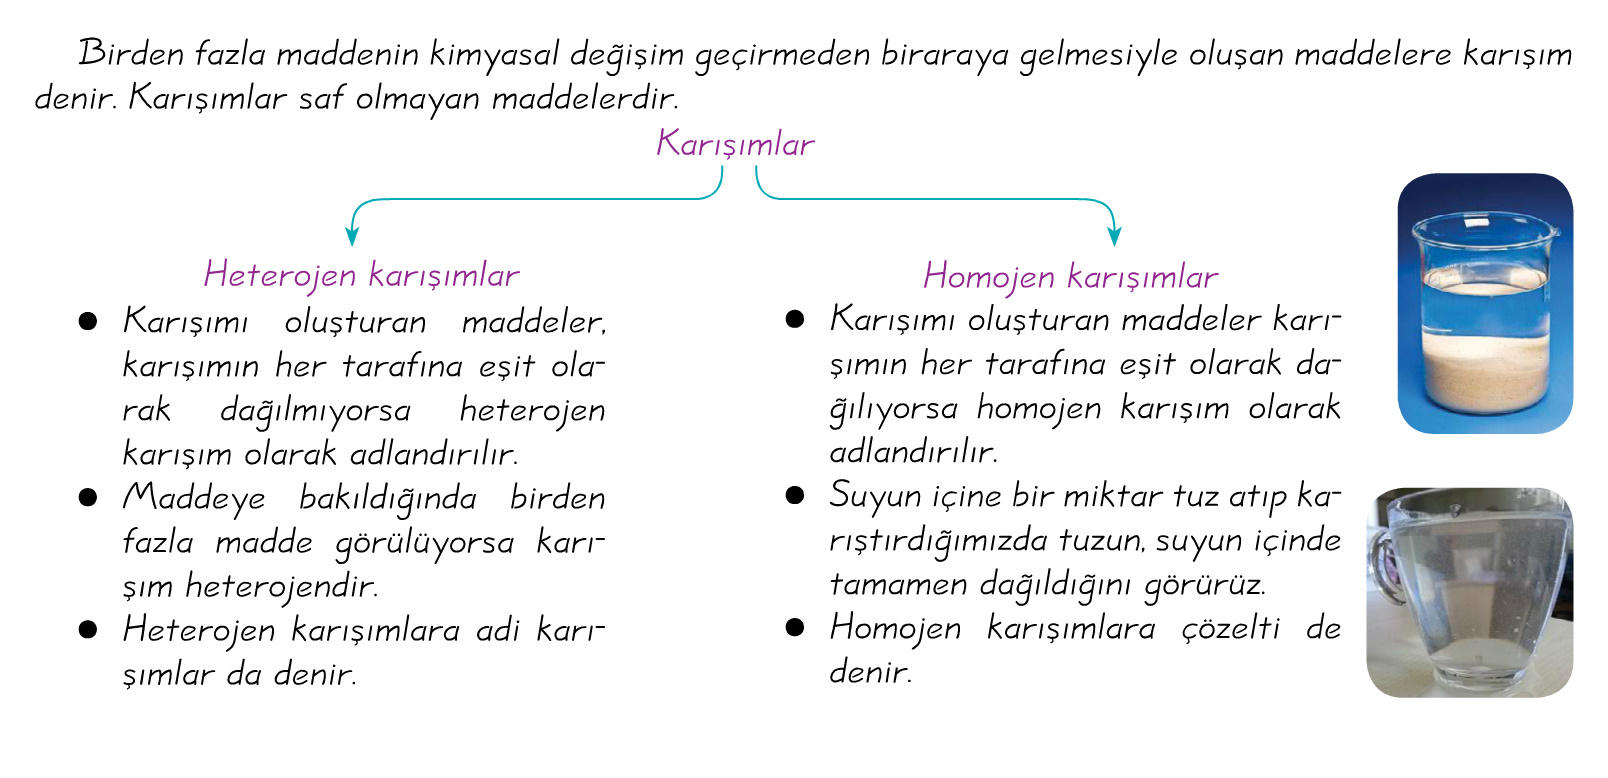 Birden fazla maddenin kimyasal değişim geçirmeden biraraya gelmesiyle oluşan maddelere karışım
denir. Karışımlar saf olmayan maddelerdir.
Karışımlar
Heterojen karışımlar
● Karışımı oluşturan maddeler,
karışımın her tarafına eşit ola-
rak dağılmıyorsa heterojen
karışım olarak adlandırılır.
● Maddeye bakıldığında birden
fazla madde görülüyorsa karı-
şım heterojendir.
● Heterojen karışımlara adi karı-
şımlar da denir.
Homojen karışımlar
● Karışımı oluşturan maddeler karı-
şımın her tarafına eşit olarak da-
ğılıyorsa homojen karışım olarak
adlandırılır.
● Suyun içine bir miktar tuz atıp ka-
rıştırdığımızda tuzun, suyun içinde
tamamen dağıldığını görürüz.
● Homojen karışımlara çözelti de
denir.